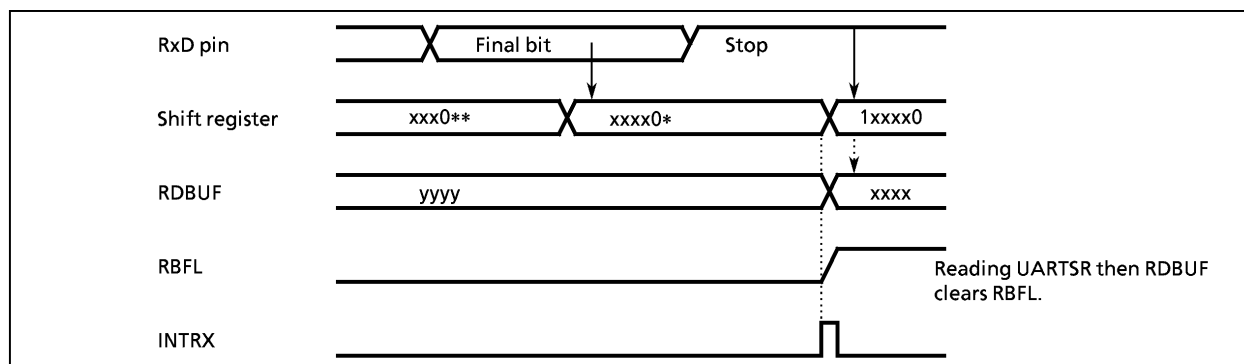 RxD pin Final bit Stop
Shift register xxx0** xxxx0* 1xxxx0
RDBUF yyyy xxxx
RBFL Reading UARTSR then RDBUF
clears RBFL.
INTRX